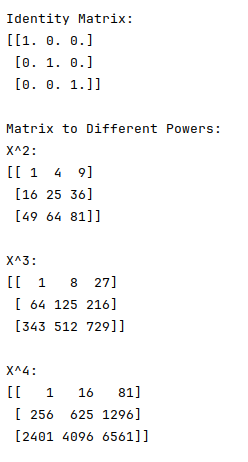 Identity Matrix:
[[1. 0. 0.]
 [0. 1. 0.]
 [0. 0. 1.]]

Matrix to Different Powers:
X^2:
[[ 1  4  9]
 [16 25 36]
 [49 64 81]]

X^3:
[[  1   8  27]
 [ 64 125 216]
 [343 512 729]]

X^4:
[[   1   16   81]
 [ 256  625 1296]
 [2401 4096 6561]]